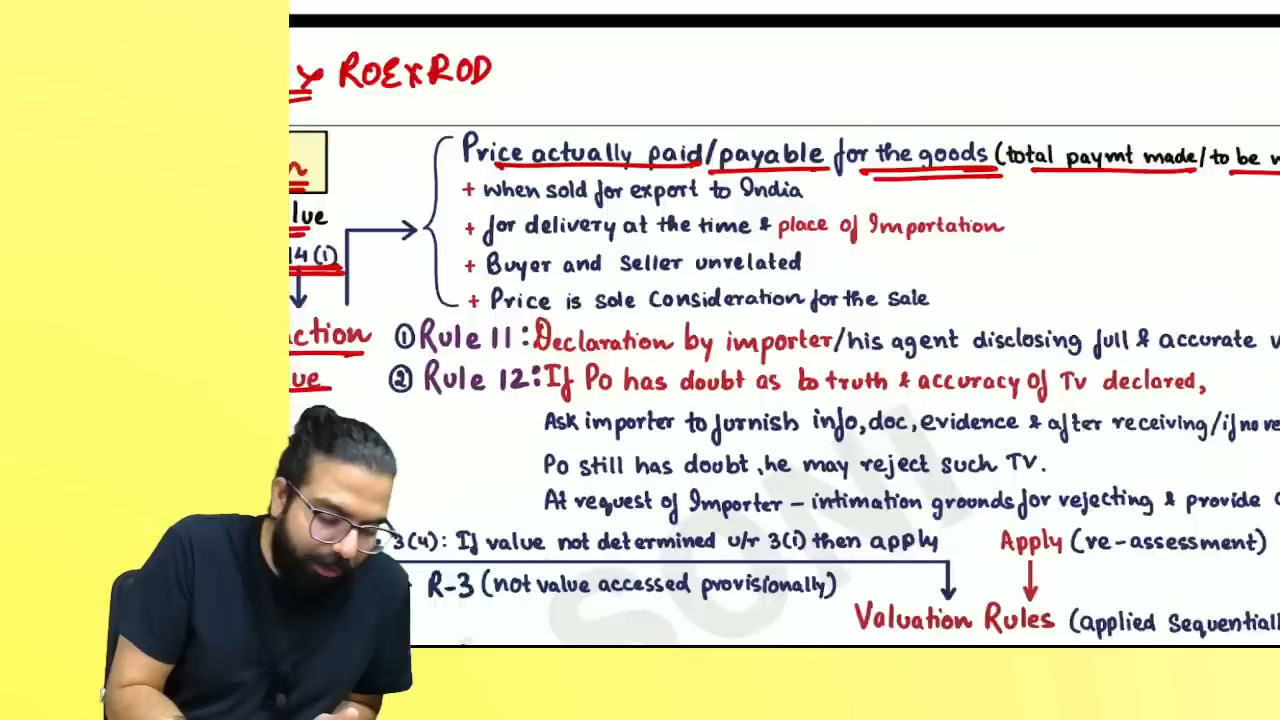 ROExROD
Price actually paid/payable for the goods (total paymt made/to be
+ when sold for export to India
lue
+ for delivery at the time & place of Importation
14(1)
+ Buyer and Seller unrelated
+ Price is sole Consideration for the sale
ction
① Rule 11: Declaration by importer/his agent disclosing full & accurate
ue
② Rule 12: If Po has doubt as to truth & accuracy of Tv declared,
Ask importer to furnish info, doc, evidence & after receiving/if no re
Po still has doubt, he may reject such TV.
At request of Importer - intimation grounds for rejecting & provide
3(4): If value not determined u/r 3(1) then apply Apply (re-assessment)
R-3 (not value accessed provisionally)
Valuation Rules (applied Sequentiall
SONI